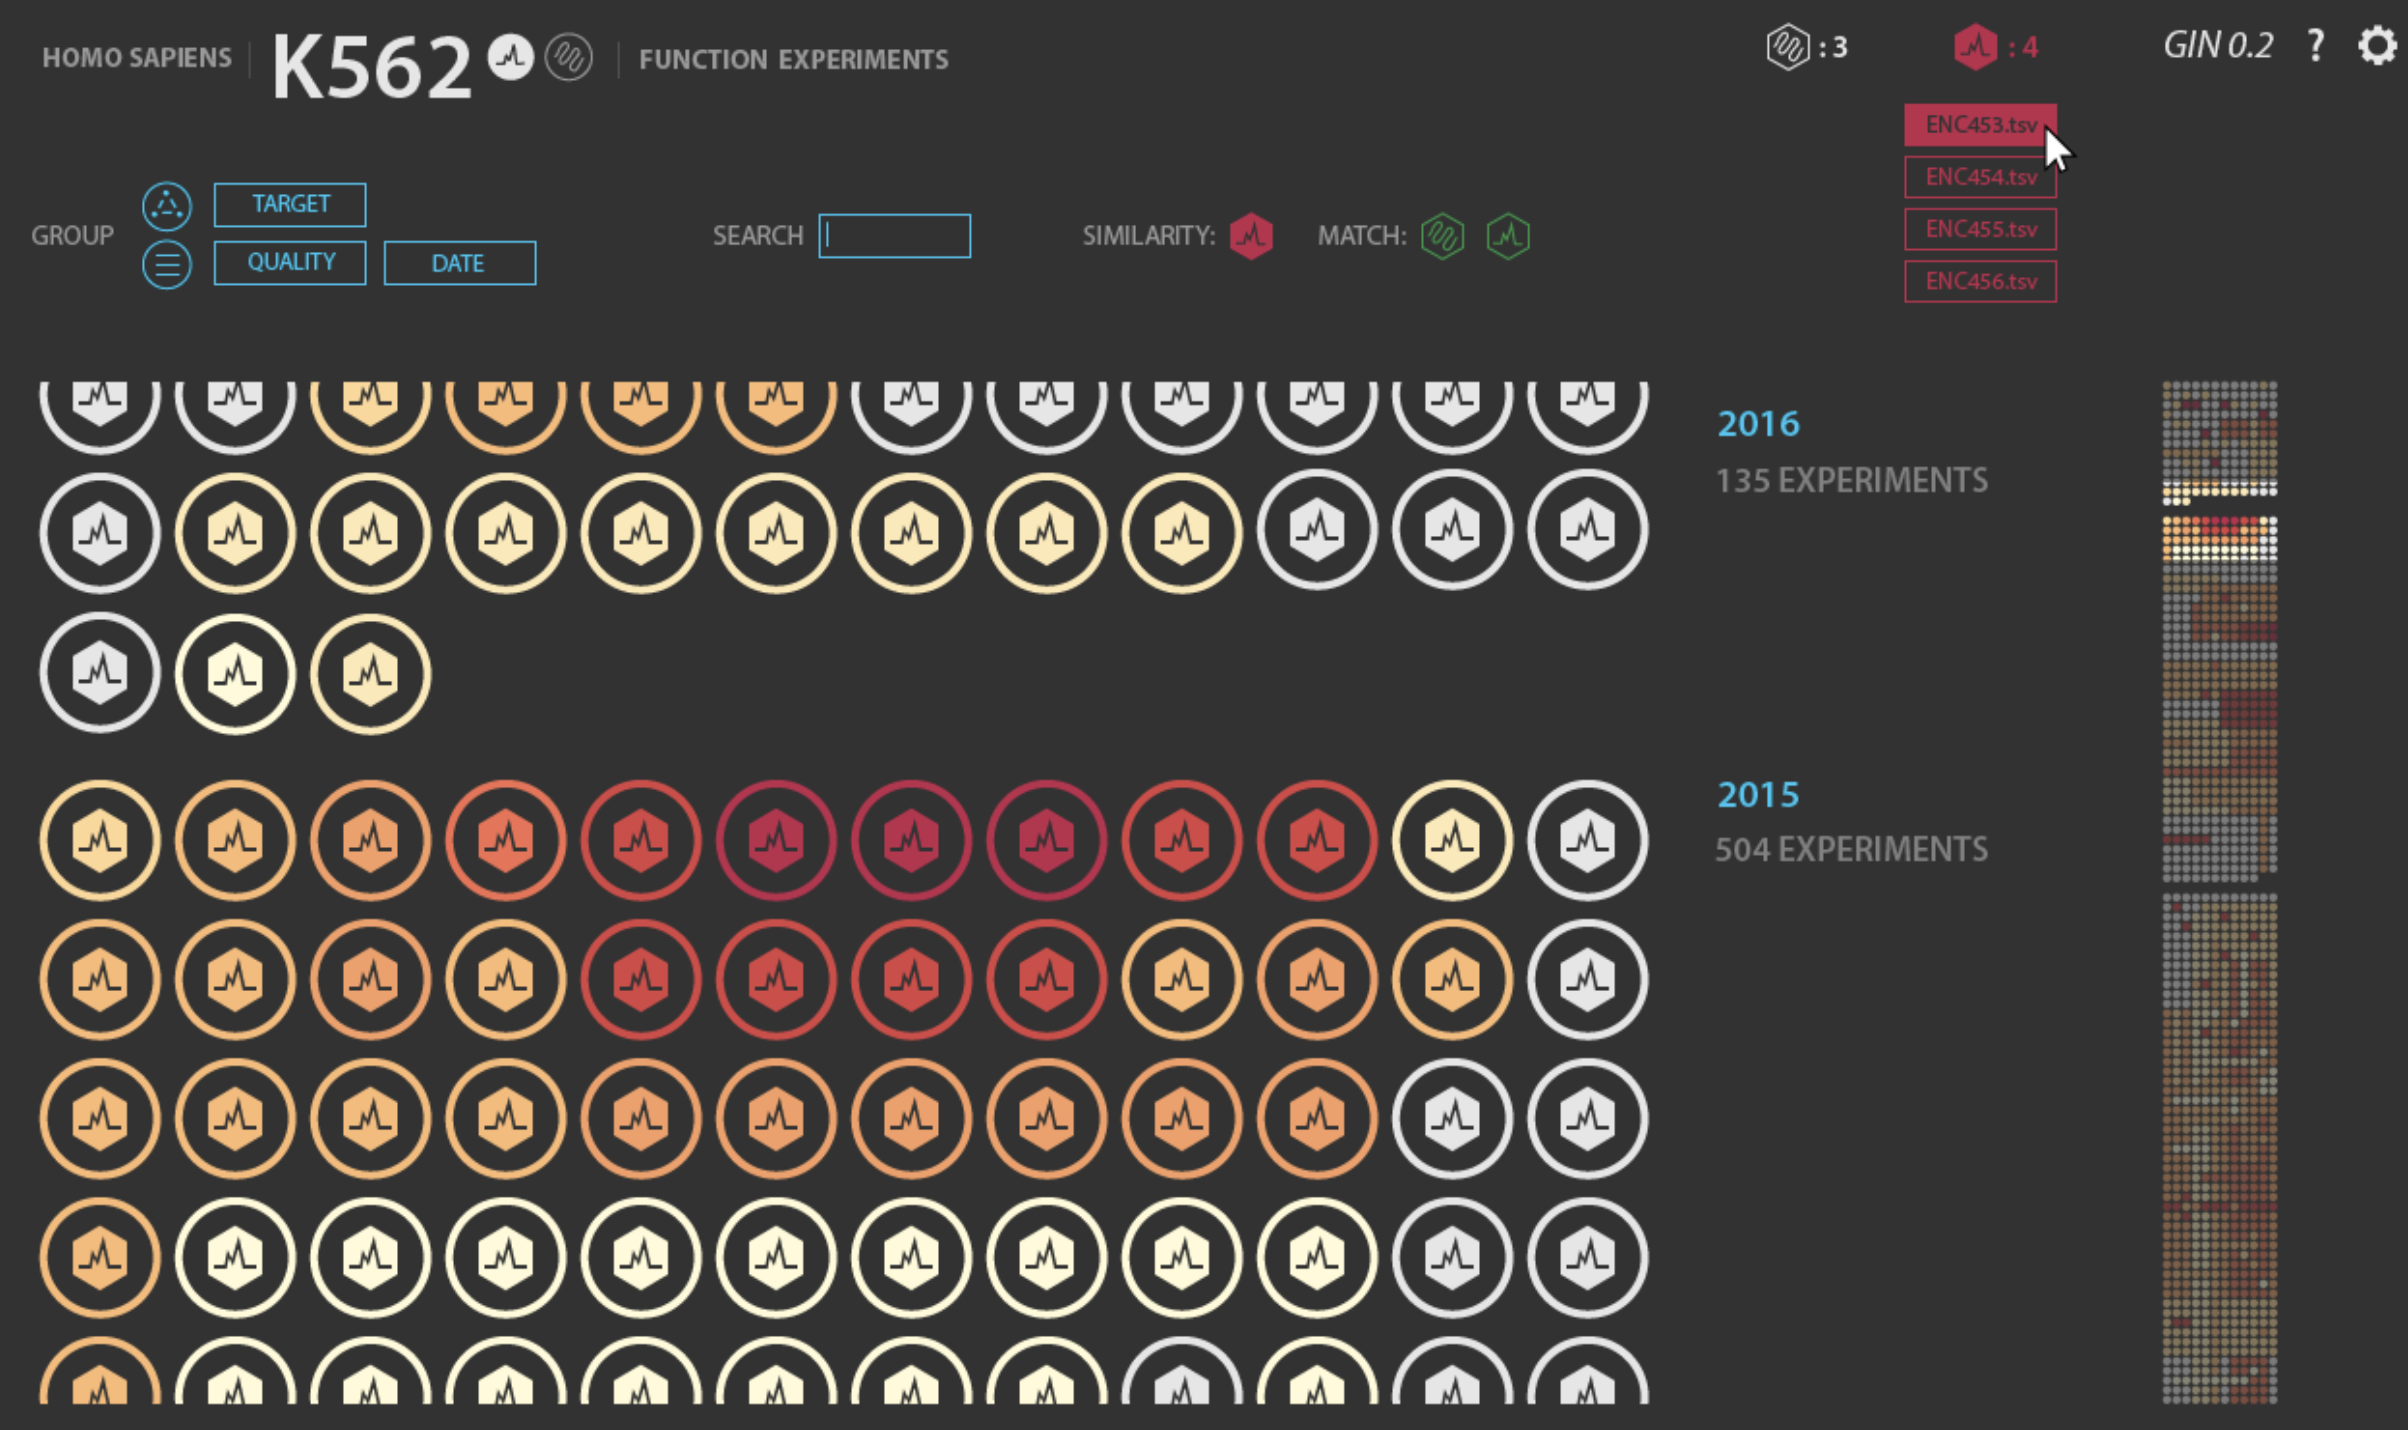 HOMO SAPIENS
K562
FUNCTION EXPERIMENTS
: 3
: 4
GIN 0.2
?
ENC453.tsv
ENC454.tsv
ENC455.tsv
ENC456.tsv
GROUP
TARGET
QUALITY
DATE
SEARCH
SIMILARITY:
MATCH:
2016
135 EXPERIMENTS
2015
504 EXPERIMENTS